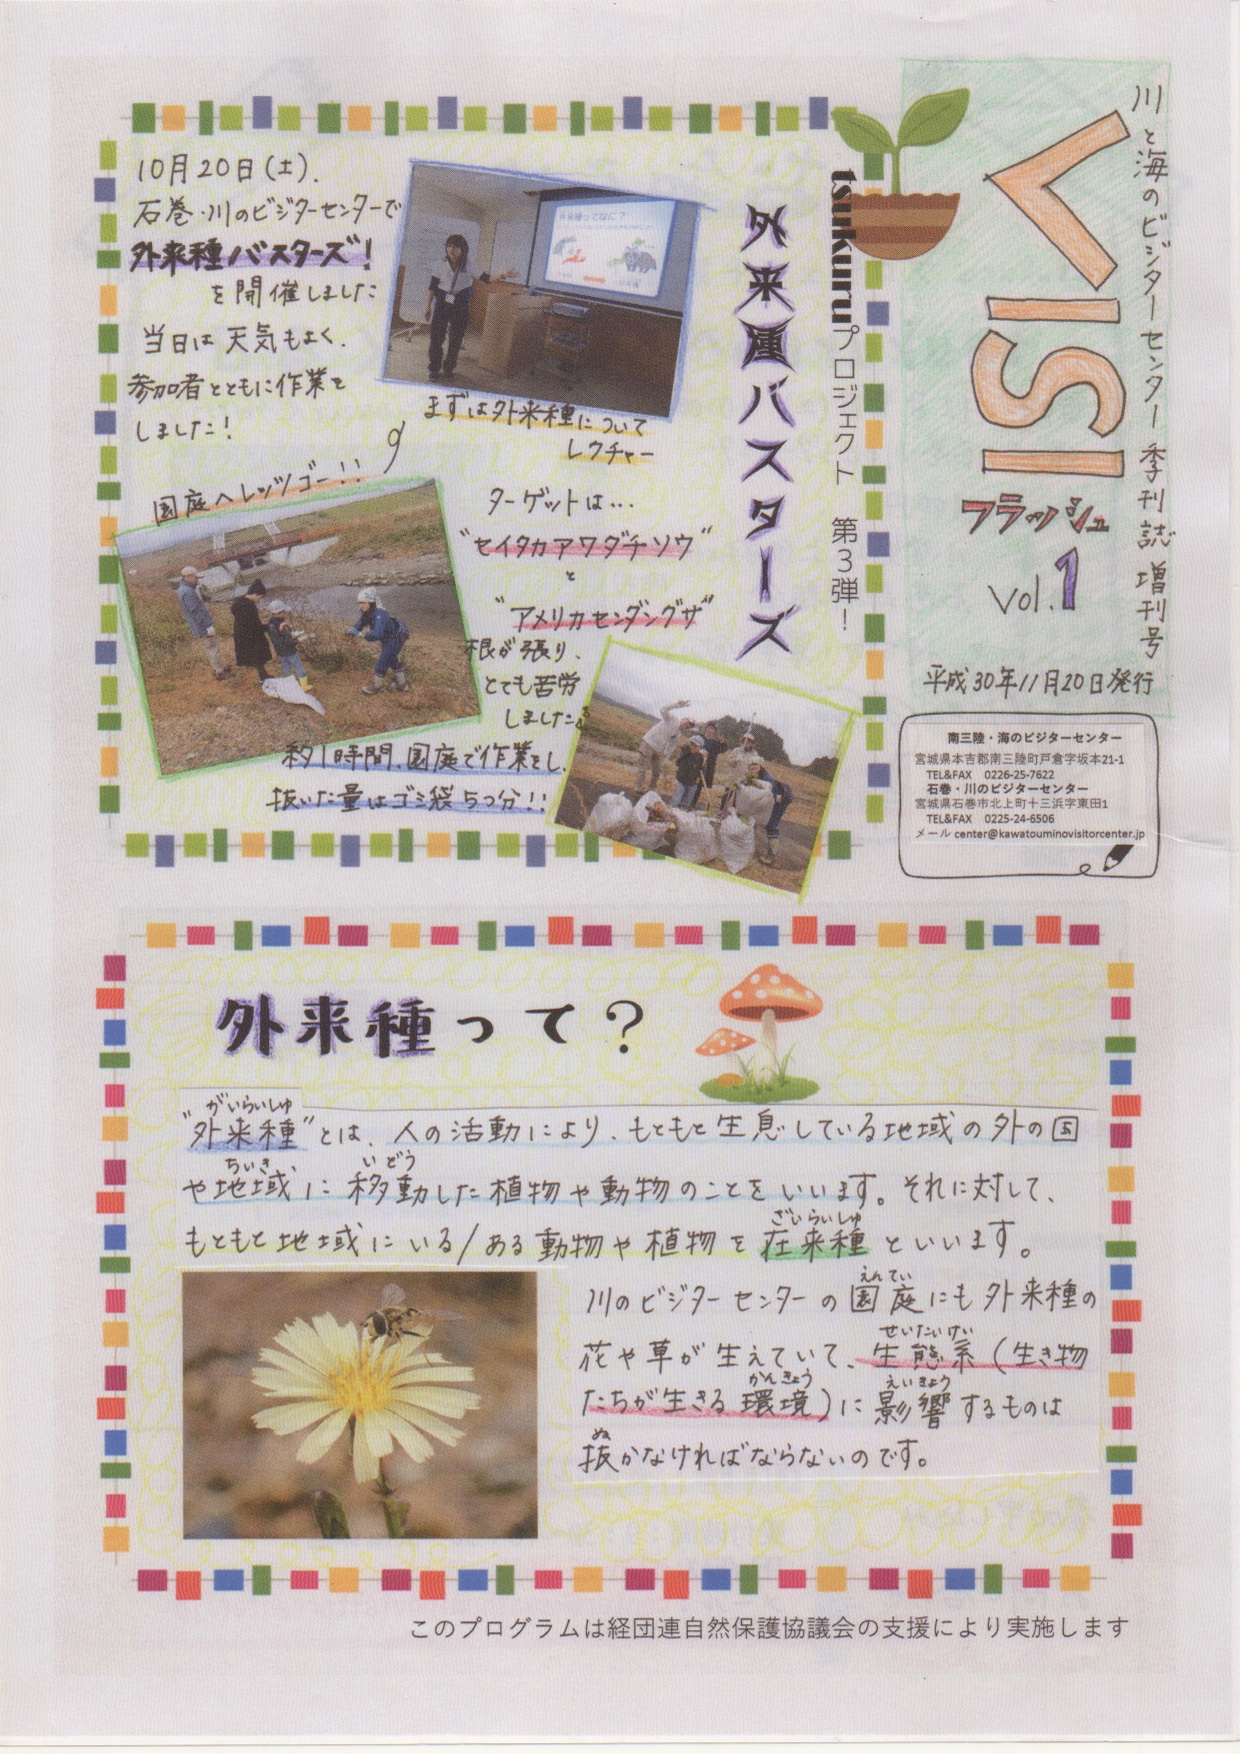 川と海のビジターセンター 季刊誌 増刊号
VISI
フラッシュ
vol.1
平成30年11月20日発行
南三陸・海のビジターセンター
宮城県本吉郡南三陸町戸倉字坂本21-1
TEL&FAX 0226-25-7622
石巻・川のビジターセンター
宮城県石巻市北上町十三浜字東田1
TEL&FAX 0225-24-6506
メール center@kawatouminovisitorcenter.jp
tsukuruプロジェクト 第3弾!
外来種バスターズ
10月20日(土)、
石巻・川のビジターセンターで
外来種バスターズ!
を開催しました
当日は天気もよく、
参加者とともに作業を
しました!
外来種ってなに?
まずは外来種について
レクチャー
園庭へレッツゴー!!
ターゲットは…
"セイタカアワダチソウ"
と
"アメリカセンダングサ"
根が張り、
とても苦労
しました
約1時間、園庭で作業をし、
抜いた量はゴミ袋5つ分!!
外来種って?
"外来種"とは、人の活動により、もともと生息している地域の外の国
がいらいしゅ
や地域に移動した植物や動物のことをいいます。それに対して、
ちいき いどう
もともと地域にいる/ある動物や植物を在来種といいます。
ざいらいしゅ
川のビジターセンターの園庭にも外来種の
えんてい
花や草が生えていて、生態系(生き物
せいたいけい
たちが生きる環境)に影響するものは
かんきょう えいきょう
抜かなければならないのです。
ぬ
このプログラムは経団連自然保護協議会の支援により実施します